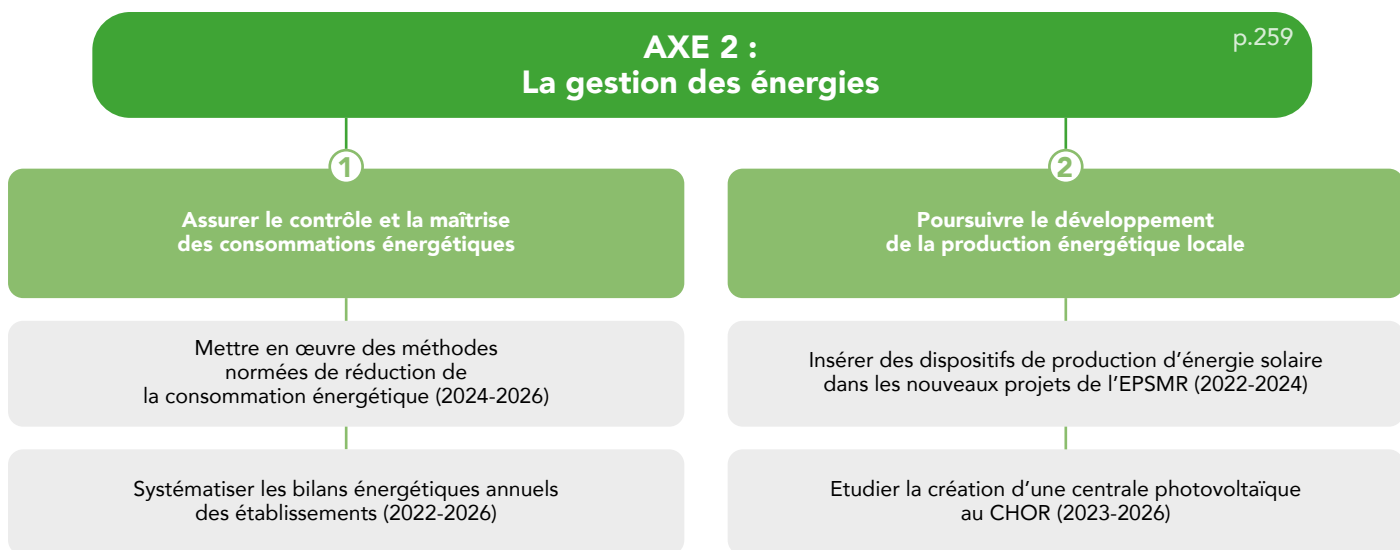 AXE 2 :
La gestion des énergies
p.259
1
Assurer le contrôle et la maîtrise
des consommations énergétiques
Mettre en œuvre des méthodes
normées de réduction de
la consommation énergétique (2024-2026)
Systématiser les bilans énergétiques annuels
des établissements (2022-2026)
2
Poursuivre le développement
de la production énergétique locale
Insérer des dispositifs de production d’énergie solaire
dans les nouveaux projets de l’EPSMR (2022-2024)
Etudier la création d’une centrale photovoltaïque
au CHOR (2023-2026)